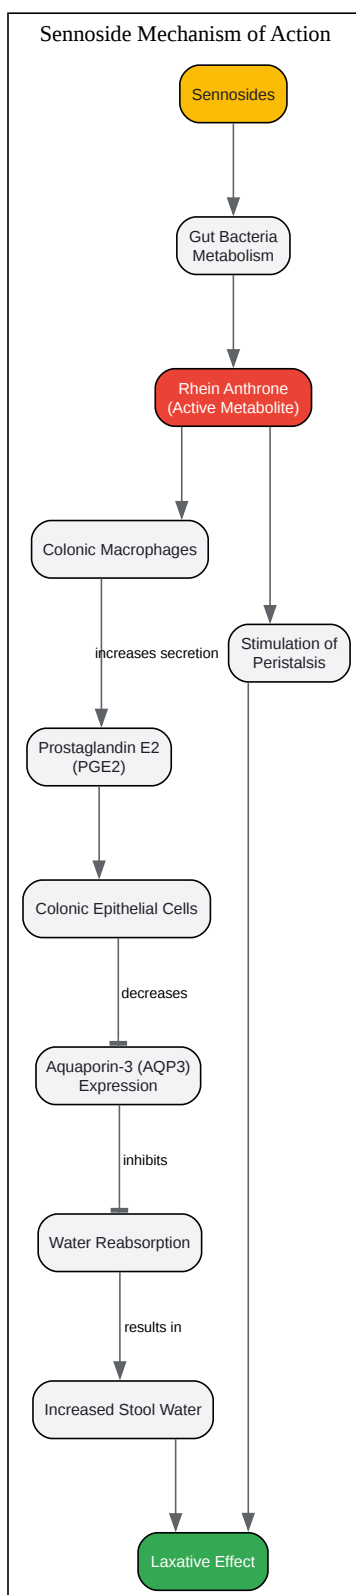 Sennoside Mechanism of Action
Sennosides
Gut Bacteria
Metabolism
Rhein Anthrone
(Active Metabolite)
Colonic Macrophages
increases secretion
Stimulation of
Peristalsis
Prostaglandin E2
(PGE2)
Colonic Epithelial Cells
decreases
Aquaporin-3 (AQP3)
Expression
inhibits
Water Reabsorption
results in
Increased Stool Water
Laxative Effect